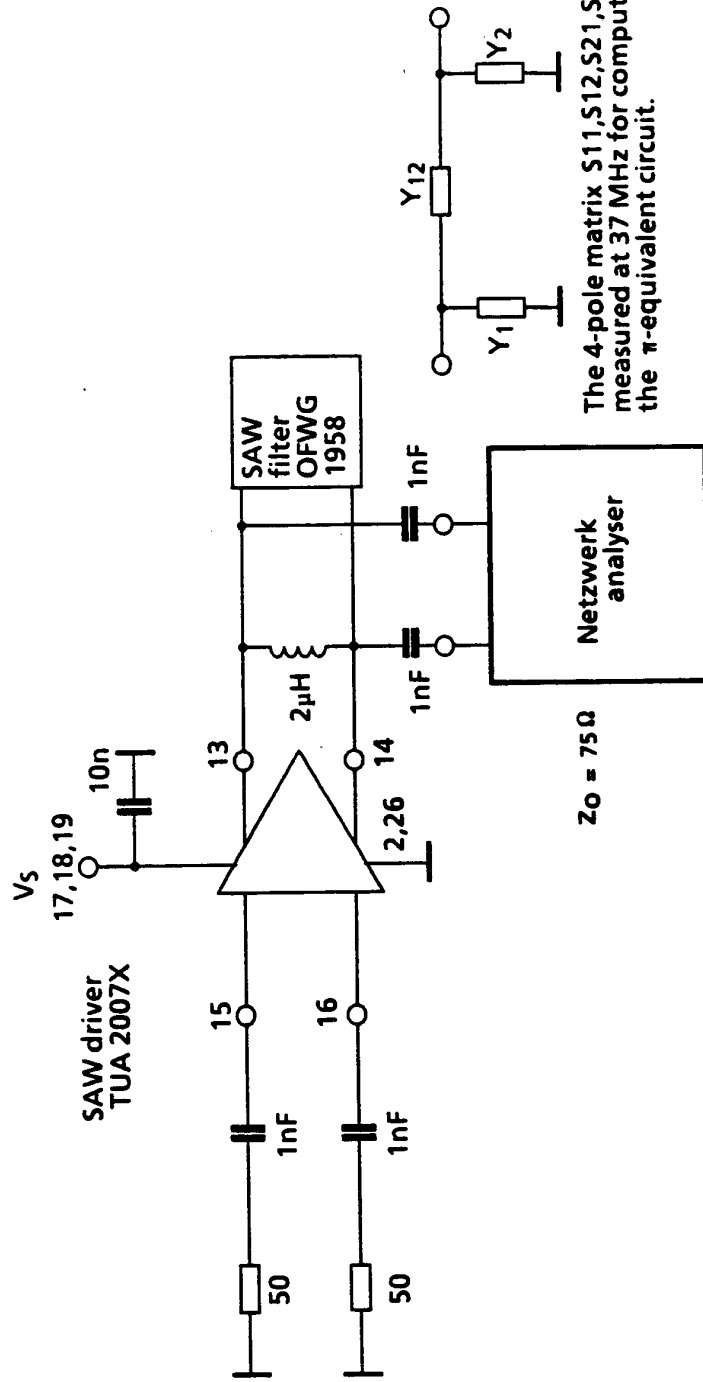 SAW driver
TUA 2007X
VS
17,18,19
10n
15
1nF
50
16
1nF
50
13
14
2,26
2µH
SAW
filter
OFWG
1958
1nF
1nF
Netzwerk
analyser
Z0 = 75Ω
Y12
Y1
Y2
The 4-pole matrix S11,S12,S21,S
measured at 37 MHz for comput
the π-equivalent circuit.